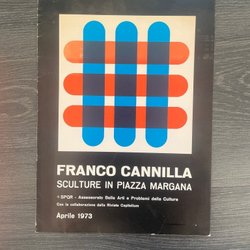 FRANCO CANNILLA
SCULTURE IN PIAZZA MARGANA
SPQR - Assessorato Belle Arti e Problemi della Cultura
Con la collaborazione della Rivista Capitolium
Aprile 1973